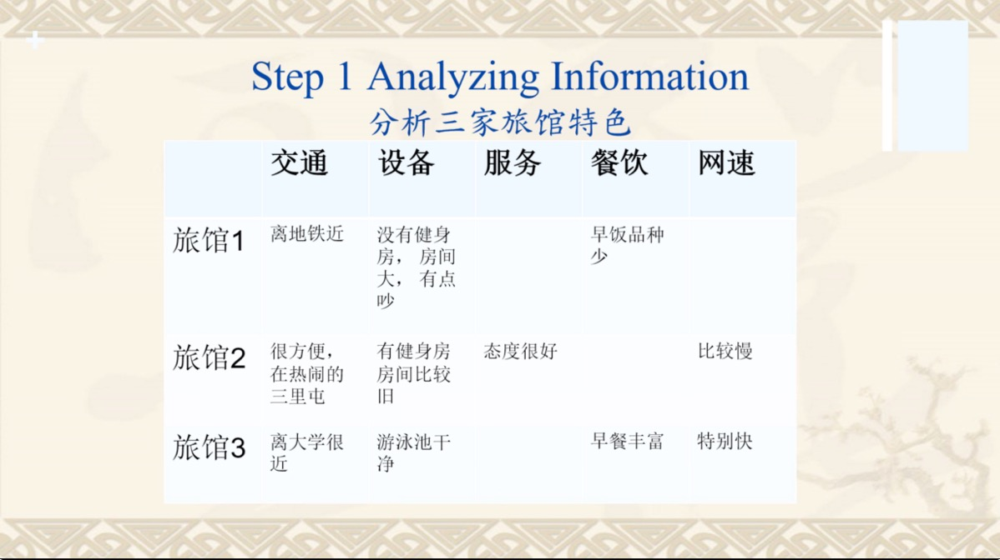 Step 1 Analyzing Information
分析三家旅馆特色
交通 设备 服务 餐饮 网速
旅馆1 离地铁近 没有健身 早饭品种
房， 房间 少
大， 有点
吵
旅馆2 很方便， 有健身房 态度很好 比较慢
在热闹的 房间比较
三里屯 旧
旅馆3 离大学很 游泳池干 早餐丰富 特别快
近 净